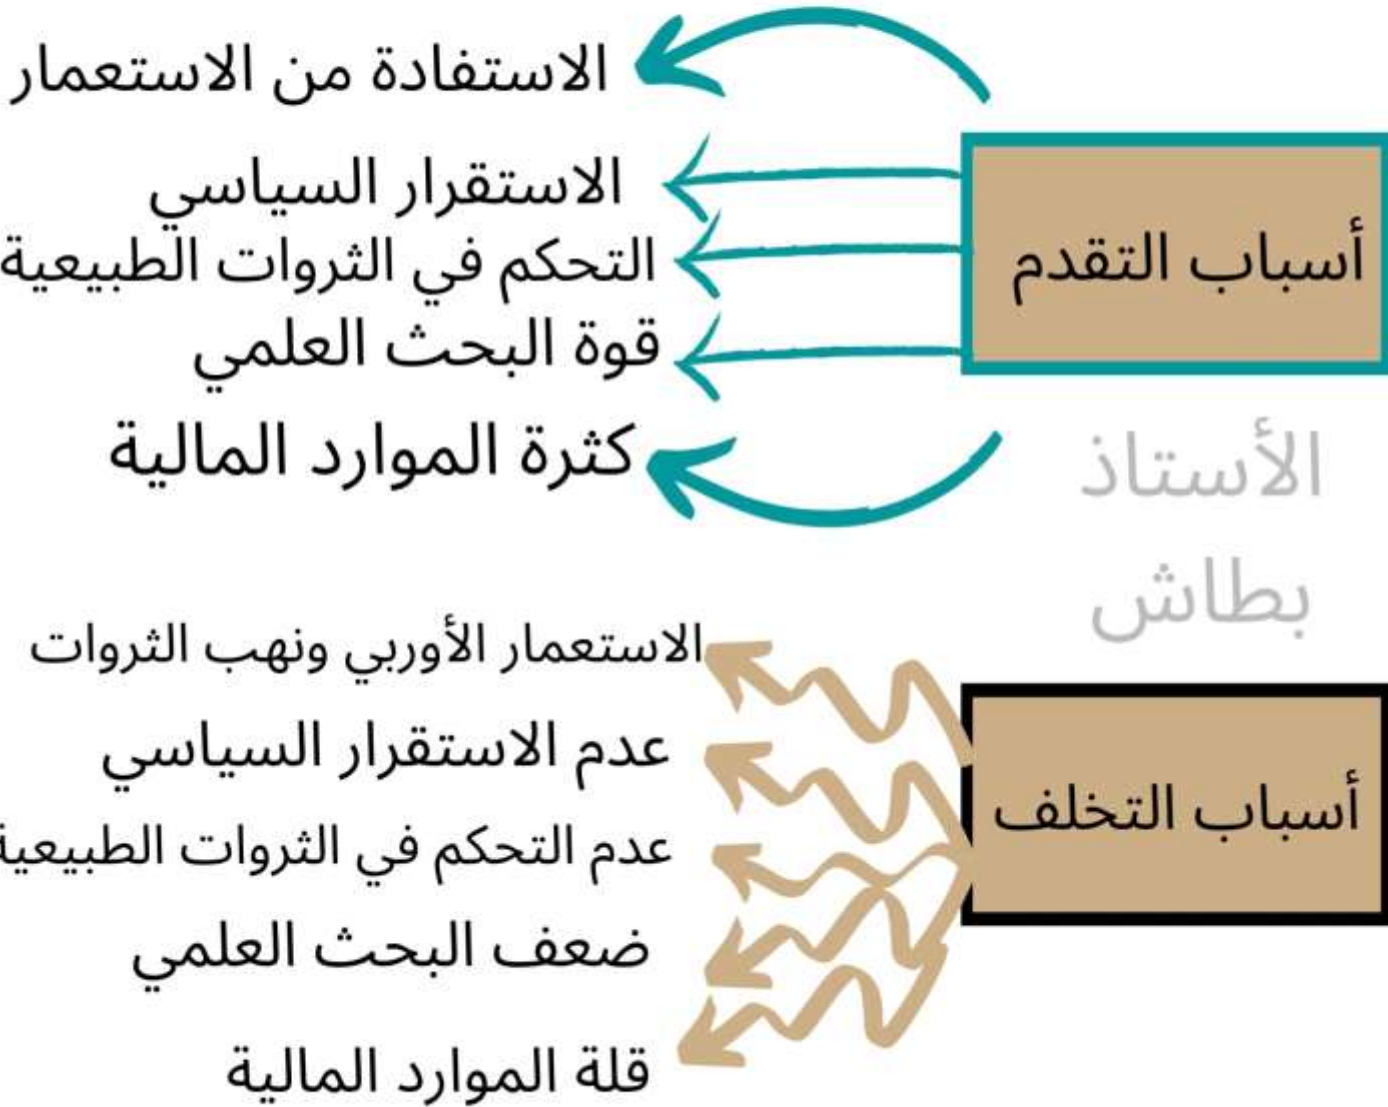 أسباب التقدم
الاستفادة من الاستعمار
الاستقرار السياسي
التحكم في الثروات الطبيعية
قوة البحث العلمي
كثرة الموارد المالية
الأستاذ
بطاش
أسباب التخلف
الاستعمار الأوربي ونهب الثروات
عدم الاستقرار السياسي
عدم التحكم في الثروات الطبيعية
ضعف البحث العلمي
قلة الموارد المالية